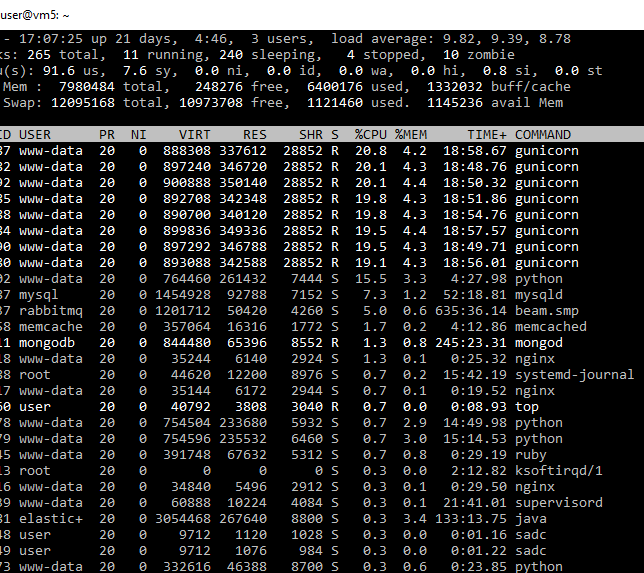 user@vm5: ~
- 17:07:25 up 21 days,  4:46,  3 users,  load average: 9.82, 9.39, 8.78
ks: 265 total,  11 running, 240 sleeping,   4 stopped,  10 zombie
u(s): 91.6 us,  7.6 sy,  0.0 ni,  0.0 id,  0.0 wa,  0.0 hi,  0.8 si,  0.0 st
Mem :  7980484 total,   248276 free,  6400176 used,  1332032 buff/cache
Swap: 12095168 total, 10973708 free,  1121460 used.  1145236 avail Mem
ID USER      PR  NI    VIRT    RES    SHR S  %CPU %MEM     TIME+ COMMAND
37 www-data  20   0  888308 337612  28852 R  20.8  4.2  18:58.67 gunicorn
32 www-data  20   0  897240 346720  28852 R  20.1  4.3  18:48.76 gunicorn
92 www-data  20   0  900888 350140  28852 R  20.1  4.4  18:50.32 gunicorn
35 www-data  20   0  892708 342348  28852 R  19.8  4.3  18:51.86 gunicorn
38 www-data  20   0  890700 340120  28852 R  19.8  4.3  18:54.76 gunicorn
34 www-data  20   0  899836 349336  28852 R  19.5  4.4  18:57.57 gunicorn
90 www-data  20   0  897292 346788  28852 R  19.5  4.3  18:49.71 gunicorn
30 www-data  20   0  893088 342588  28852 R  19.1  4.3  18:56.01 gunicorn
02 www-data  20   0  764460 261432   7444 S  15.5  3.3   4:27.98 python
37 mysql     20   0 1454928  92788   7152 S   7.3  1.2  52:18.81 mysqld
37 rabbitmq  20   0 1201712  50420   4260 S   5.0  0.6 635:36.14 beam.smp
58 memcache  20   0  357064  16316   1772 S   1.7  0.2   4:12.86 memcached
11 mongodb   20   0  844480  65396   8552 R   1.3  0.8 245:23.31 mongod
18 www-data  20   0   35244   6140   2924 S   1.3  0.1   0:25.32 nginx
38 root      20   0   44620  12200   8976 S   0.7  0.2  15:42.19 systemd-journal
17 www-data  20   0   35144   6172   2944 S   0.7  0.1   0:19.52 nginx
60 user      20   0   40792   3808   3040 R   0.7  0.0   0:08.93 top
78 www-data  20   0  754504 233680   5932 S   0.7  2.9  14:49.98 python
79 www-data  20   0  754596 235532   6460 S   0.7  3.0  15:14.53 python
45 www-data  20   0  391748  67632   5312 S   0.7  0.8   0:29.19 ruby
13 root      20   0       0      0      0 S   0.3  0.0   2:12.82 ksoftirqd/1
16 www-data  20   0   34840   5496   2912 S   0.3  0.1   0:29.50 nginx
39 www-data  20   0   60888  10224   4084 S   0.3  0.1  21:41.01 supervisord
81 elastic+  20   0 3054468 267640   8800 S   0.3  3.4 133:13.75 java
48 user      20   0    9712   1120   1028 S   0.3  0.0   0:01.16 sadc
49 user      20   0    9712   1076    984 S   0.3  0.0   0:01.22 sadc
73 www-data  20   0  332616  46388   8700 S   0.3  0.6   0:23.85 python